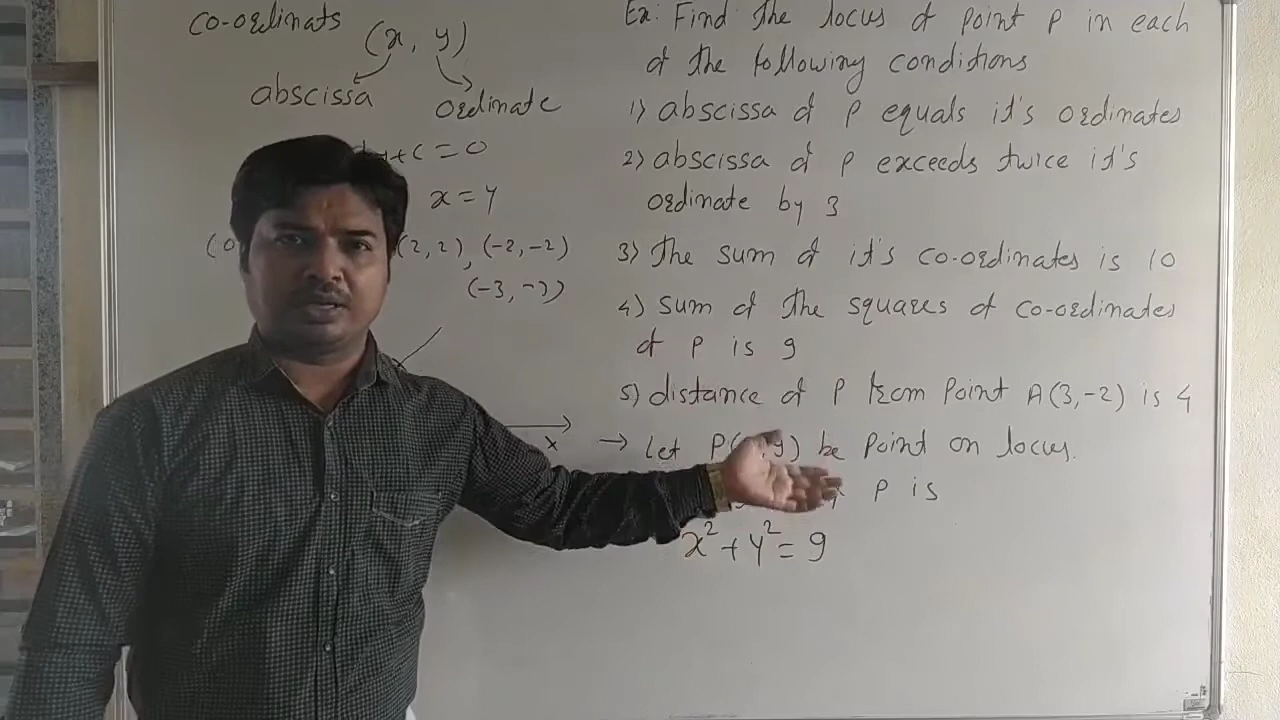 co-ordinats
(x, y)
abscissa
ordinate
+c = 0
x = y
(2, 2), (-2, -2)
(-3, -3)
x
Ex: Find the locus of point P in each
of the following conditions
1) abscissa of P equals it's ordinates
2) abscissa of P exceeds twice it's
ordinate by 3
3) The sum of it's co-ordinates is 10
4) sum of the squares of co-ordinates
of P is 9
5) distance of P from Point A(3,-2) is 4
→ Let P( , y) be Point on locus.
P is
x² + y² = 9